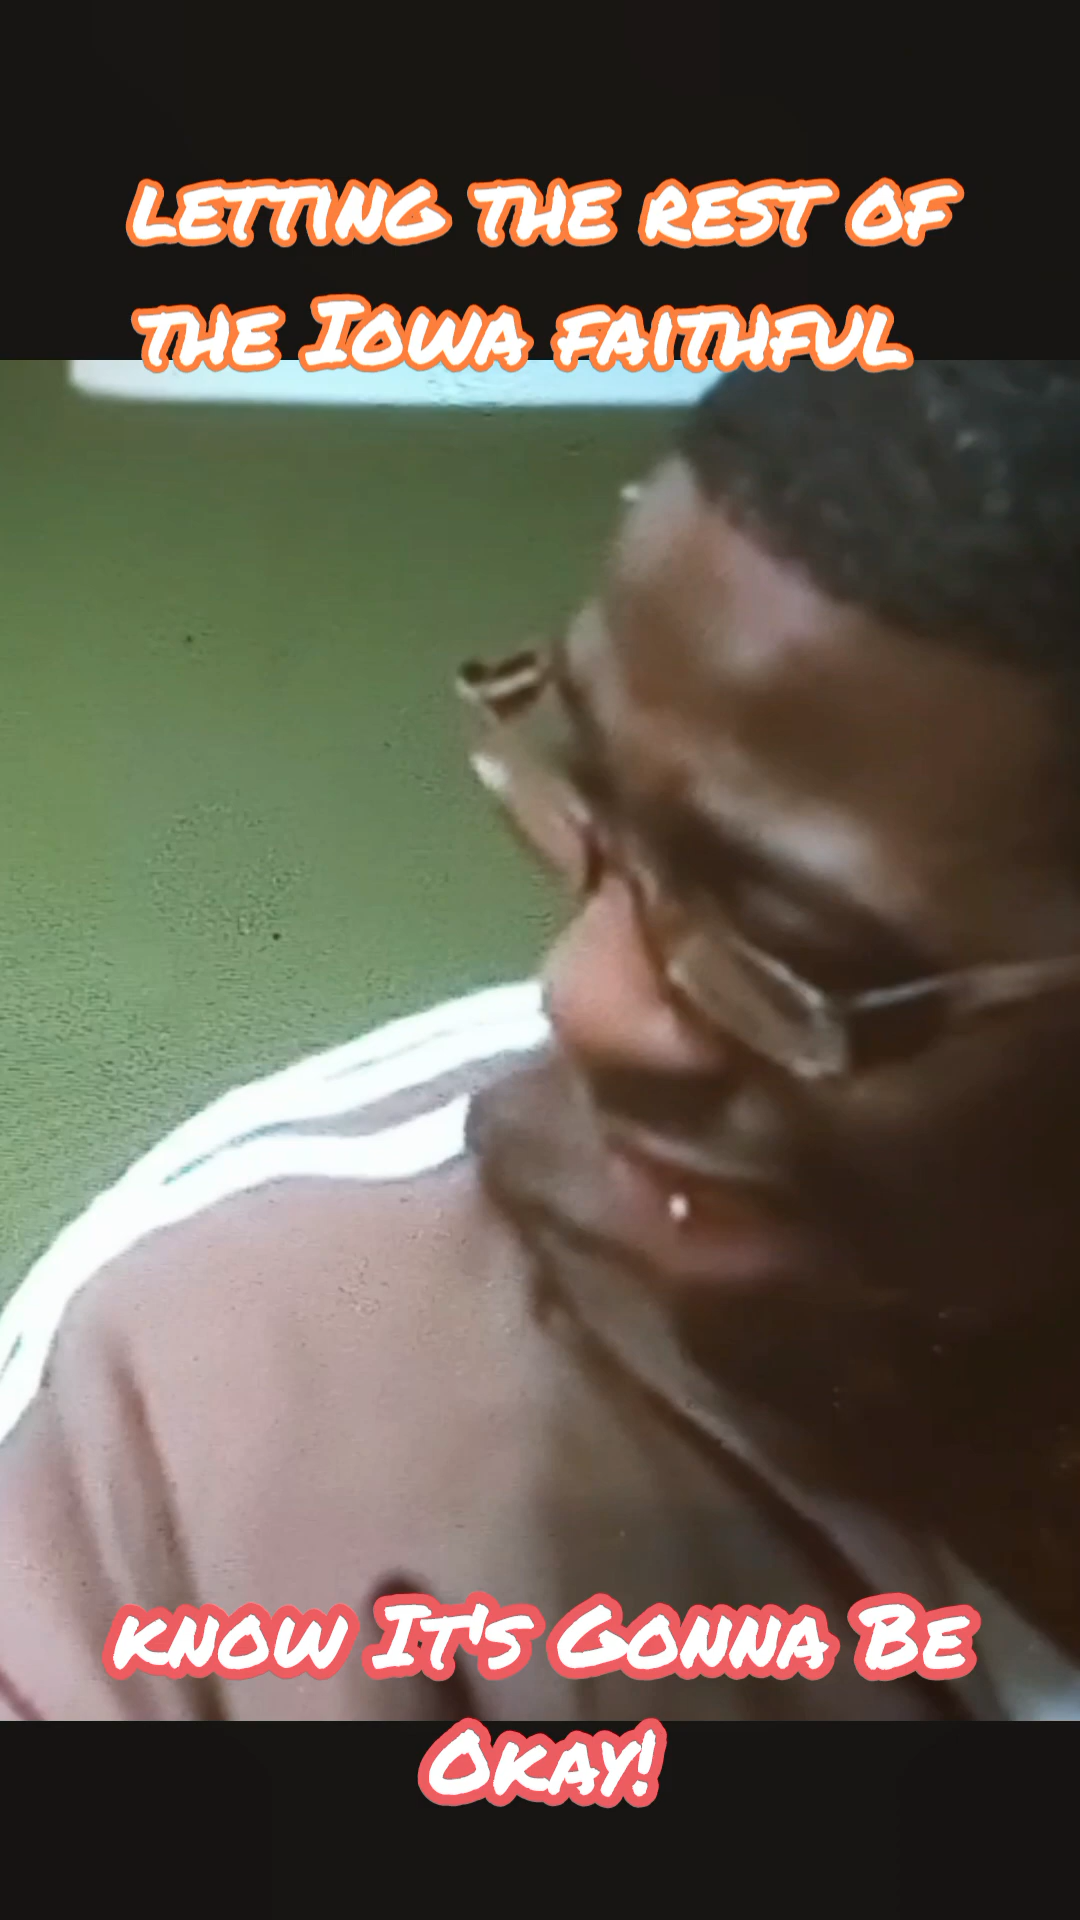 LETTING THE REST OF
THE IOWA FAITHFUL
KNOW IT'S GONNA BE
OKAY!